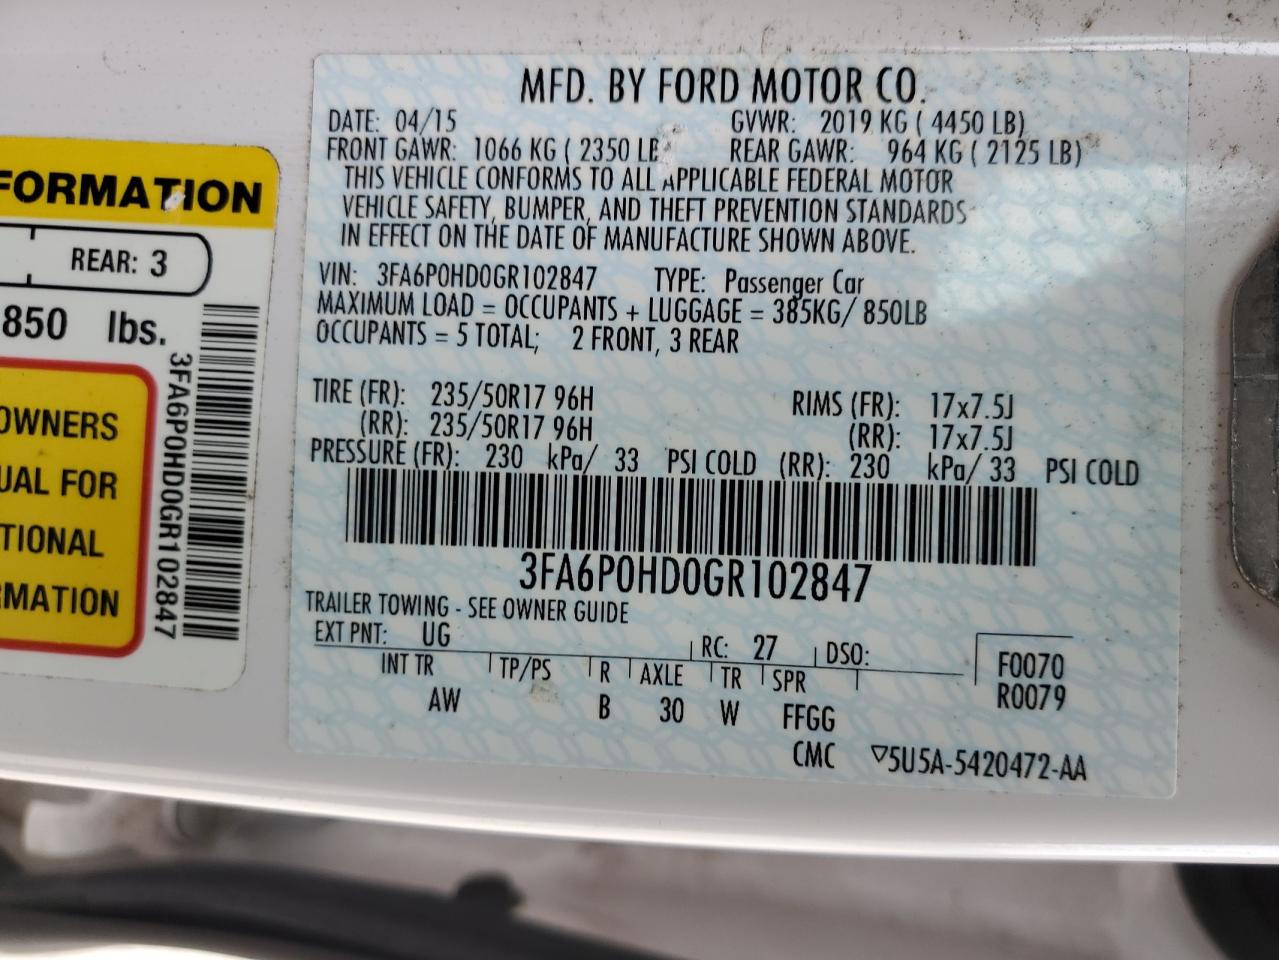 MFD. BY FORD MOTOR CO.
DATE: 04/15 GVWR: 2019 KG ( 4450 LB)
FRONT GAWR: 1066 KG ( 2350 LB REAR GAWR: 964 KG ( 2125 LB)
THIS VEHICLE CONFORMS TO ALL APPLICABLE FEDERAL MOTOR
VEHICLE SAFETY, BUMPER, AND THEFT PREVENTION STANDARDS
IN EFFECT ON THE DATE OF MANUFACTURE SHOWN ABOVE.
VIN: 3FA6P0HD0GR102847 TYPE: Passenger Car
MAXIMUM LOAD = OCCUPANTS + LUGGAGE = 385KG/ 850LB
OCCUPANTS = 5 TOTAL; 2 FRONT, 3 REAR
TIRE (FR): 235/50R17 96H RIMS (FR): 17x7.5J
(RR): 235/50R17 96H (RR): 17x7.5J
PRESSURE (FR): 230 kPa/ 33 PSI COLD (RR): 230 kPa/ 33 PSI COLD
3FA6P0HD0GR102847
TRAILER TOWING - SEE OWNER GUIDE
EXT PNT: UG RC: 27 DSO:
INT TR TP/PS R AXLE TR SPR F0070
AW B 30 W FFGG R0079
CMC ▽5U5A-5420472-AA
FORMATION
REAR: 3
850 lbs.
OWNERS
UAL FOR
TIONAL
RMATION
3FA6P0HD0GR102847